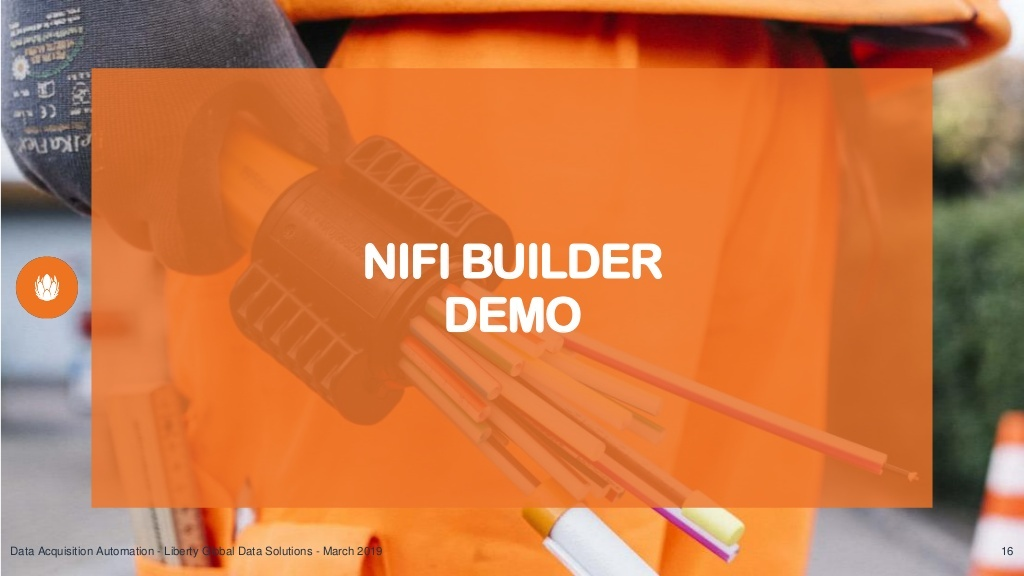 NIFI BUILDER
DEMO
Data Acquisition Automation - Liberty Global Data Solutions - March 2019
16